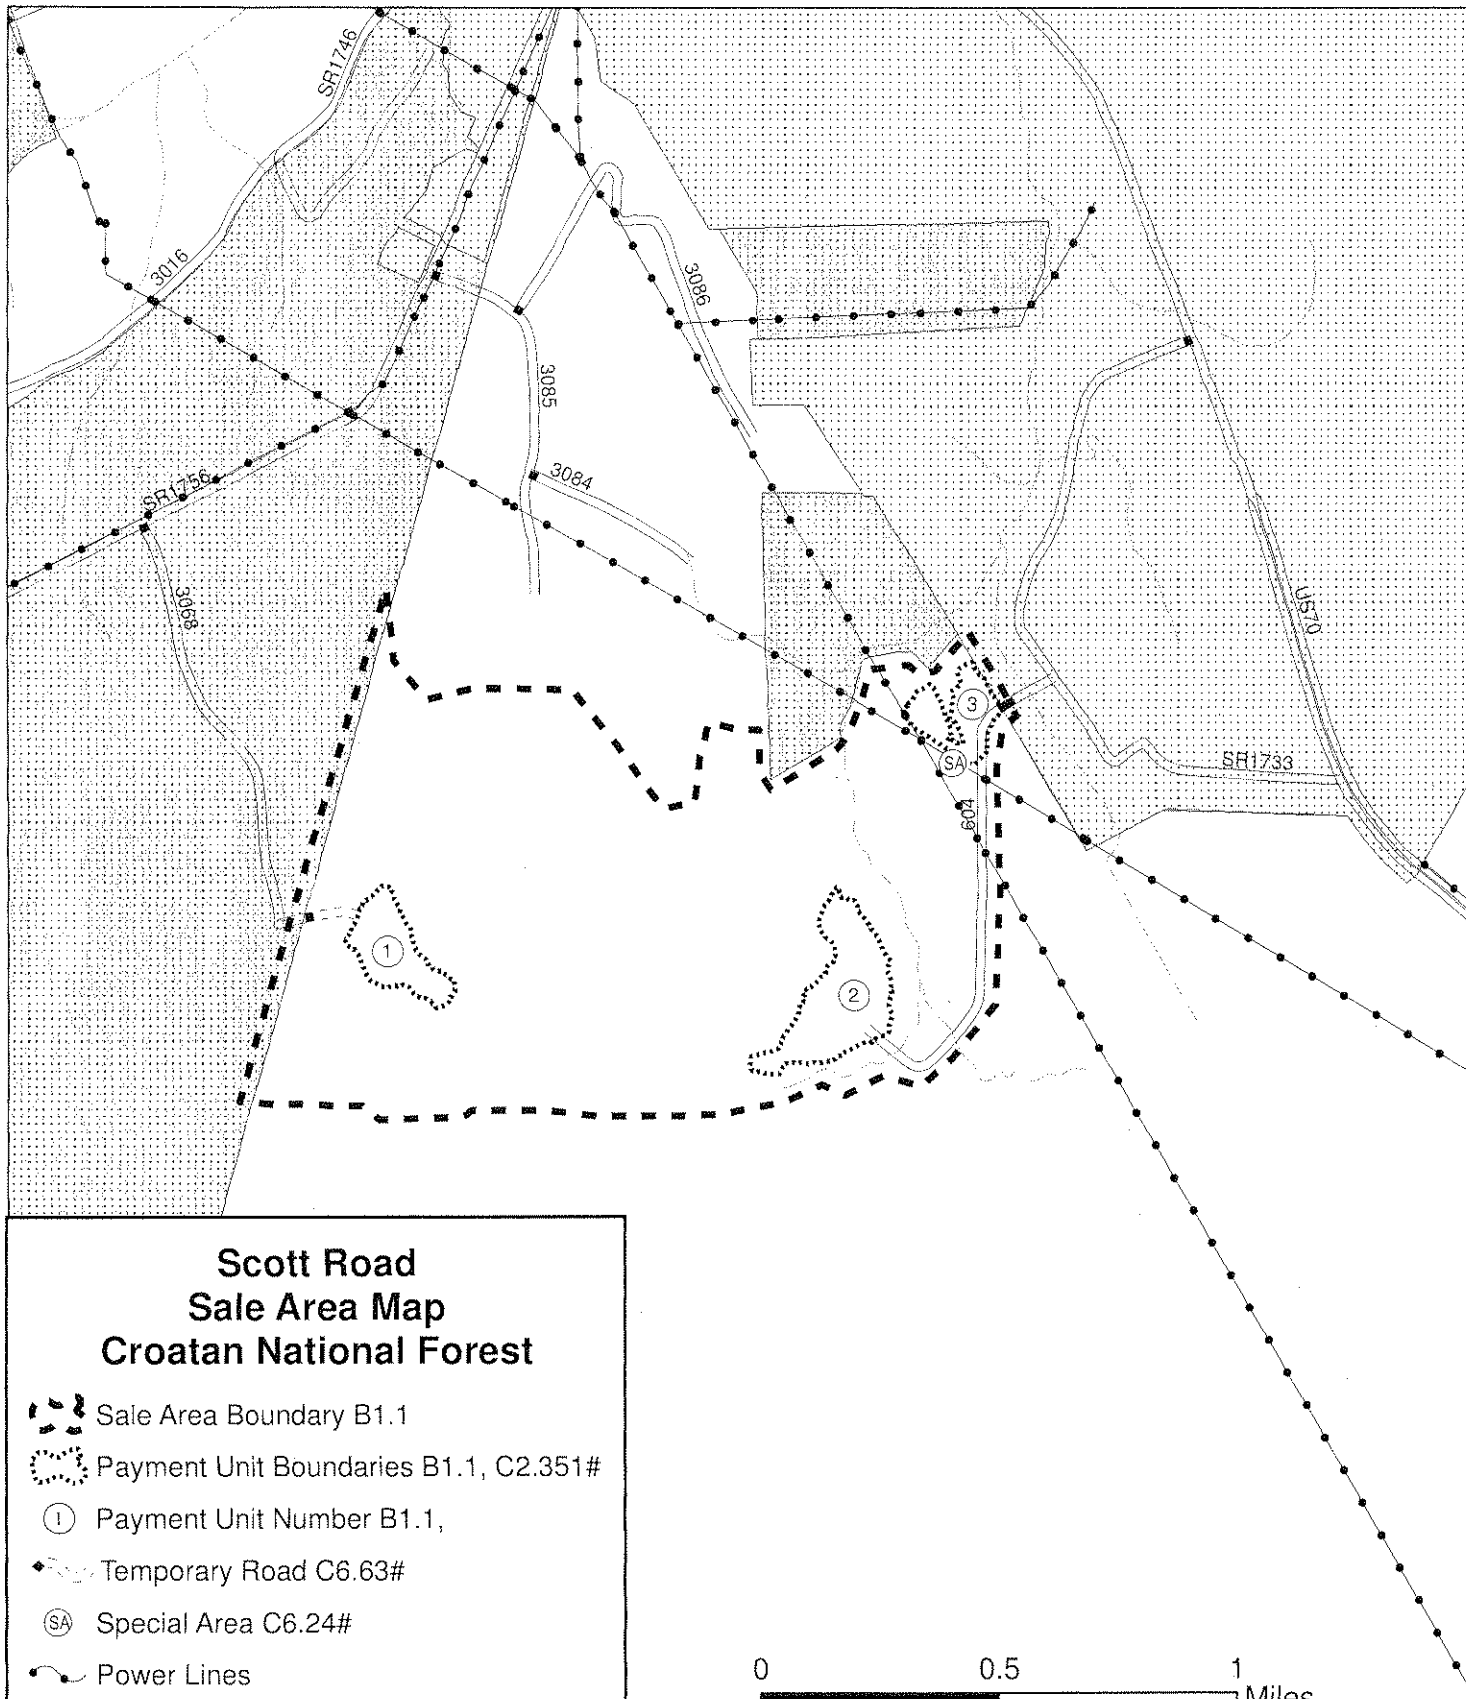 SR1746
3016
3086
3085
3084
SR1756
3068
US70
3
SA
SR1733
604
1
2
Scott Road
Sale Area Map
Croatan National Forest
Sale Area Boundary B1.1
Payment Unit Boundaries B1.1, C2.351#
1 Payment Unit Number B1.1,
Temporary Road C6.63#
SA Special Area C6.24#
Power Lines
0 0.5 1
Miles